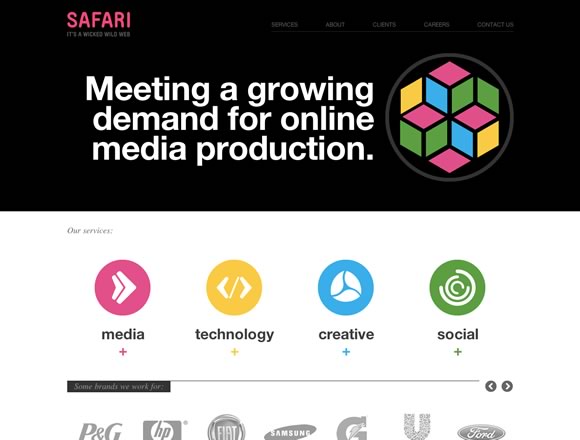 SAFARI
IT'S A WICKED WILD WEB
SERVICES ABOUT CLIENTS CAREERS CONTACT US
Meeting a growing
demand for online
media production.
Our services:
media technology creative social
+ + + +
Some brands we work for:
P&G hp FIAT SAMSUNG G U Ford